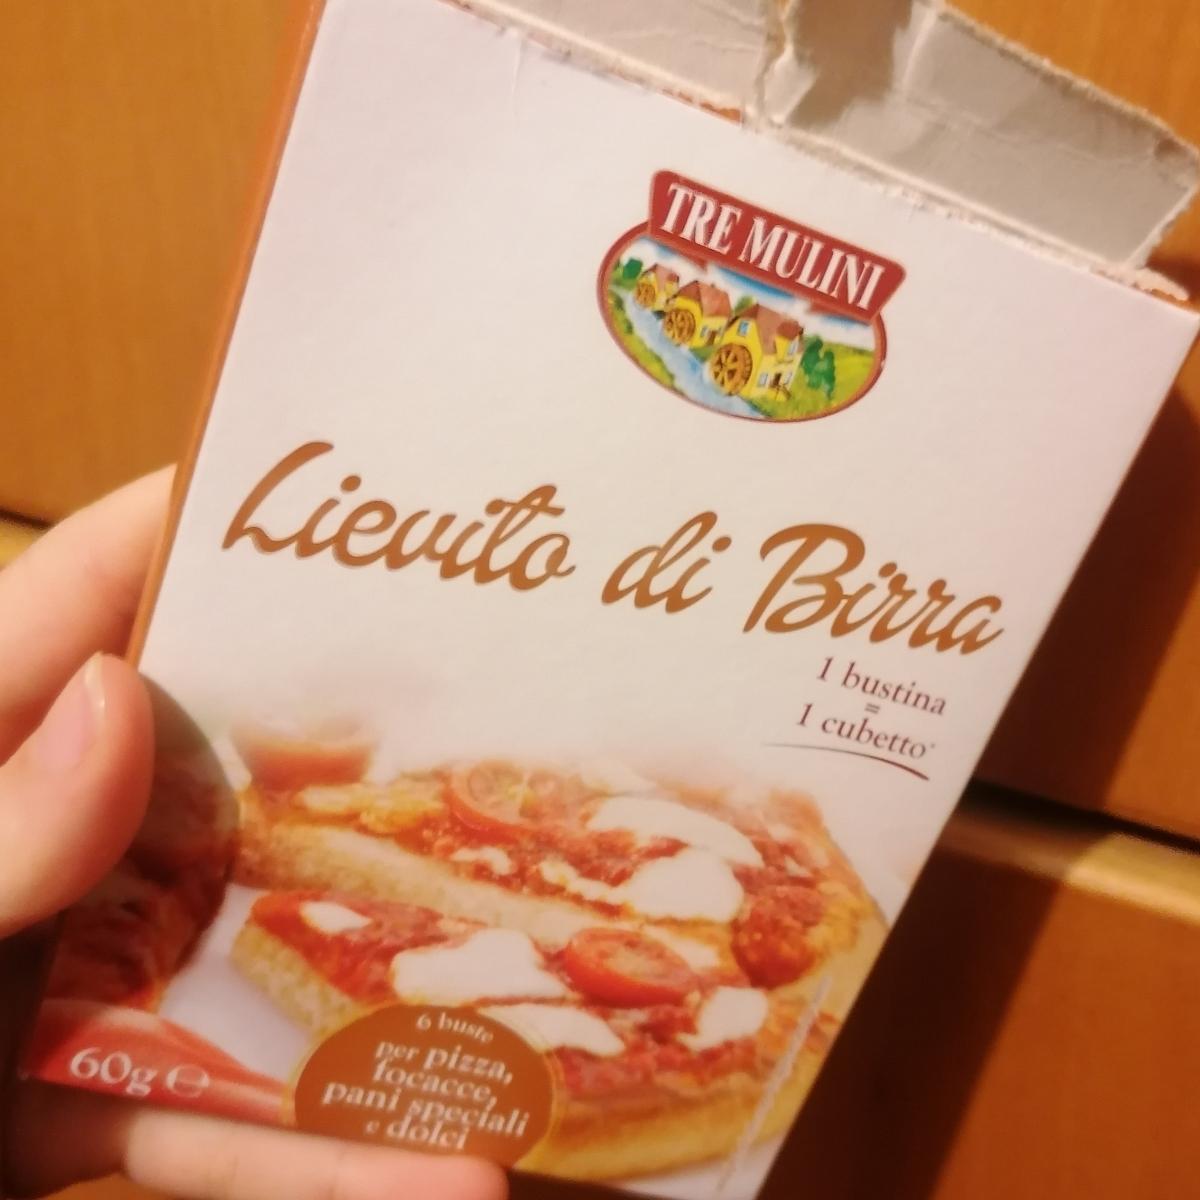 TRE MULINI
Lievito di Birra
1 bustina
=
1 cubetto*
60g ℮
6 buste
per pizza,
focacce,
pani speciali
e dolci